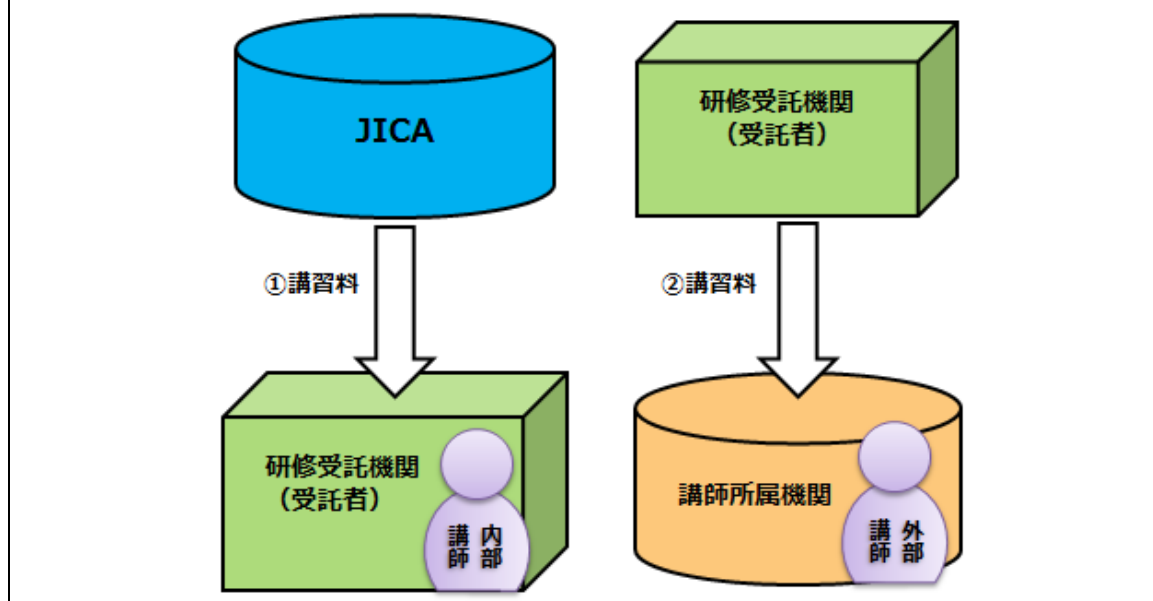 JICA
①講習料
研修受託機関
（受託者）
内部
講師
研修受託機関
（受託者）
②講習料
講師所属機関
外部
講師